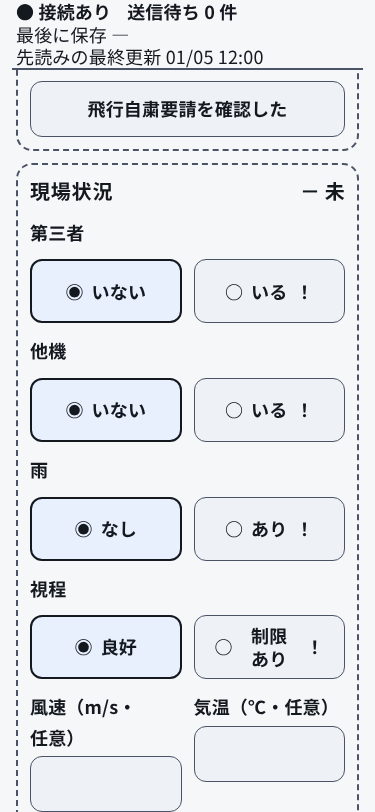 ● 接続あり　送信待ち 0 件
最後に保存 —
先読みの最終更新 01/05 12:00
飛行自粛要請を確認した
現場状況 － 未
第三者
◉ いない ○ いる ！
他機
◉ いない ○ いる ！
雨
◉ なし ○ あり ！
視程
◉ 良好 ○ 制限
あり ！
風速（m/s・
任意）
気温（℃・任意）